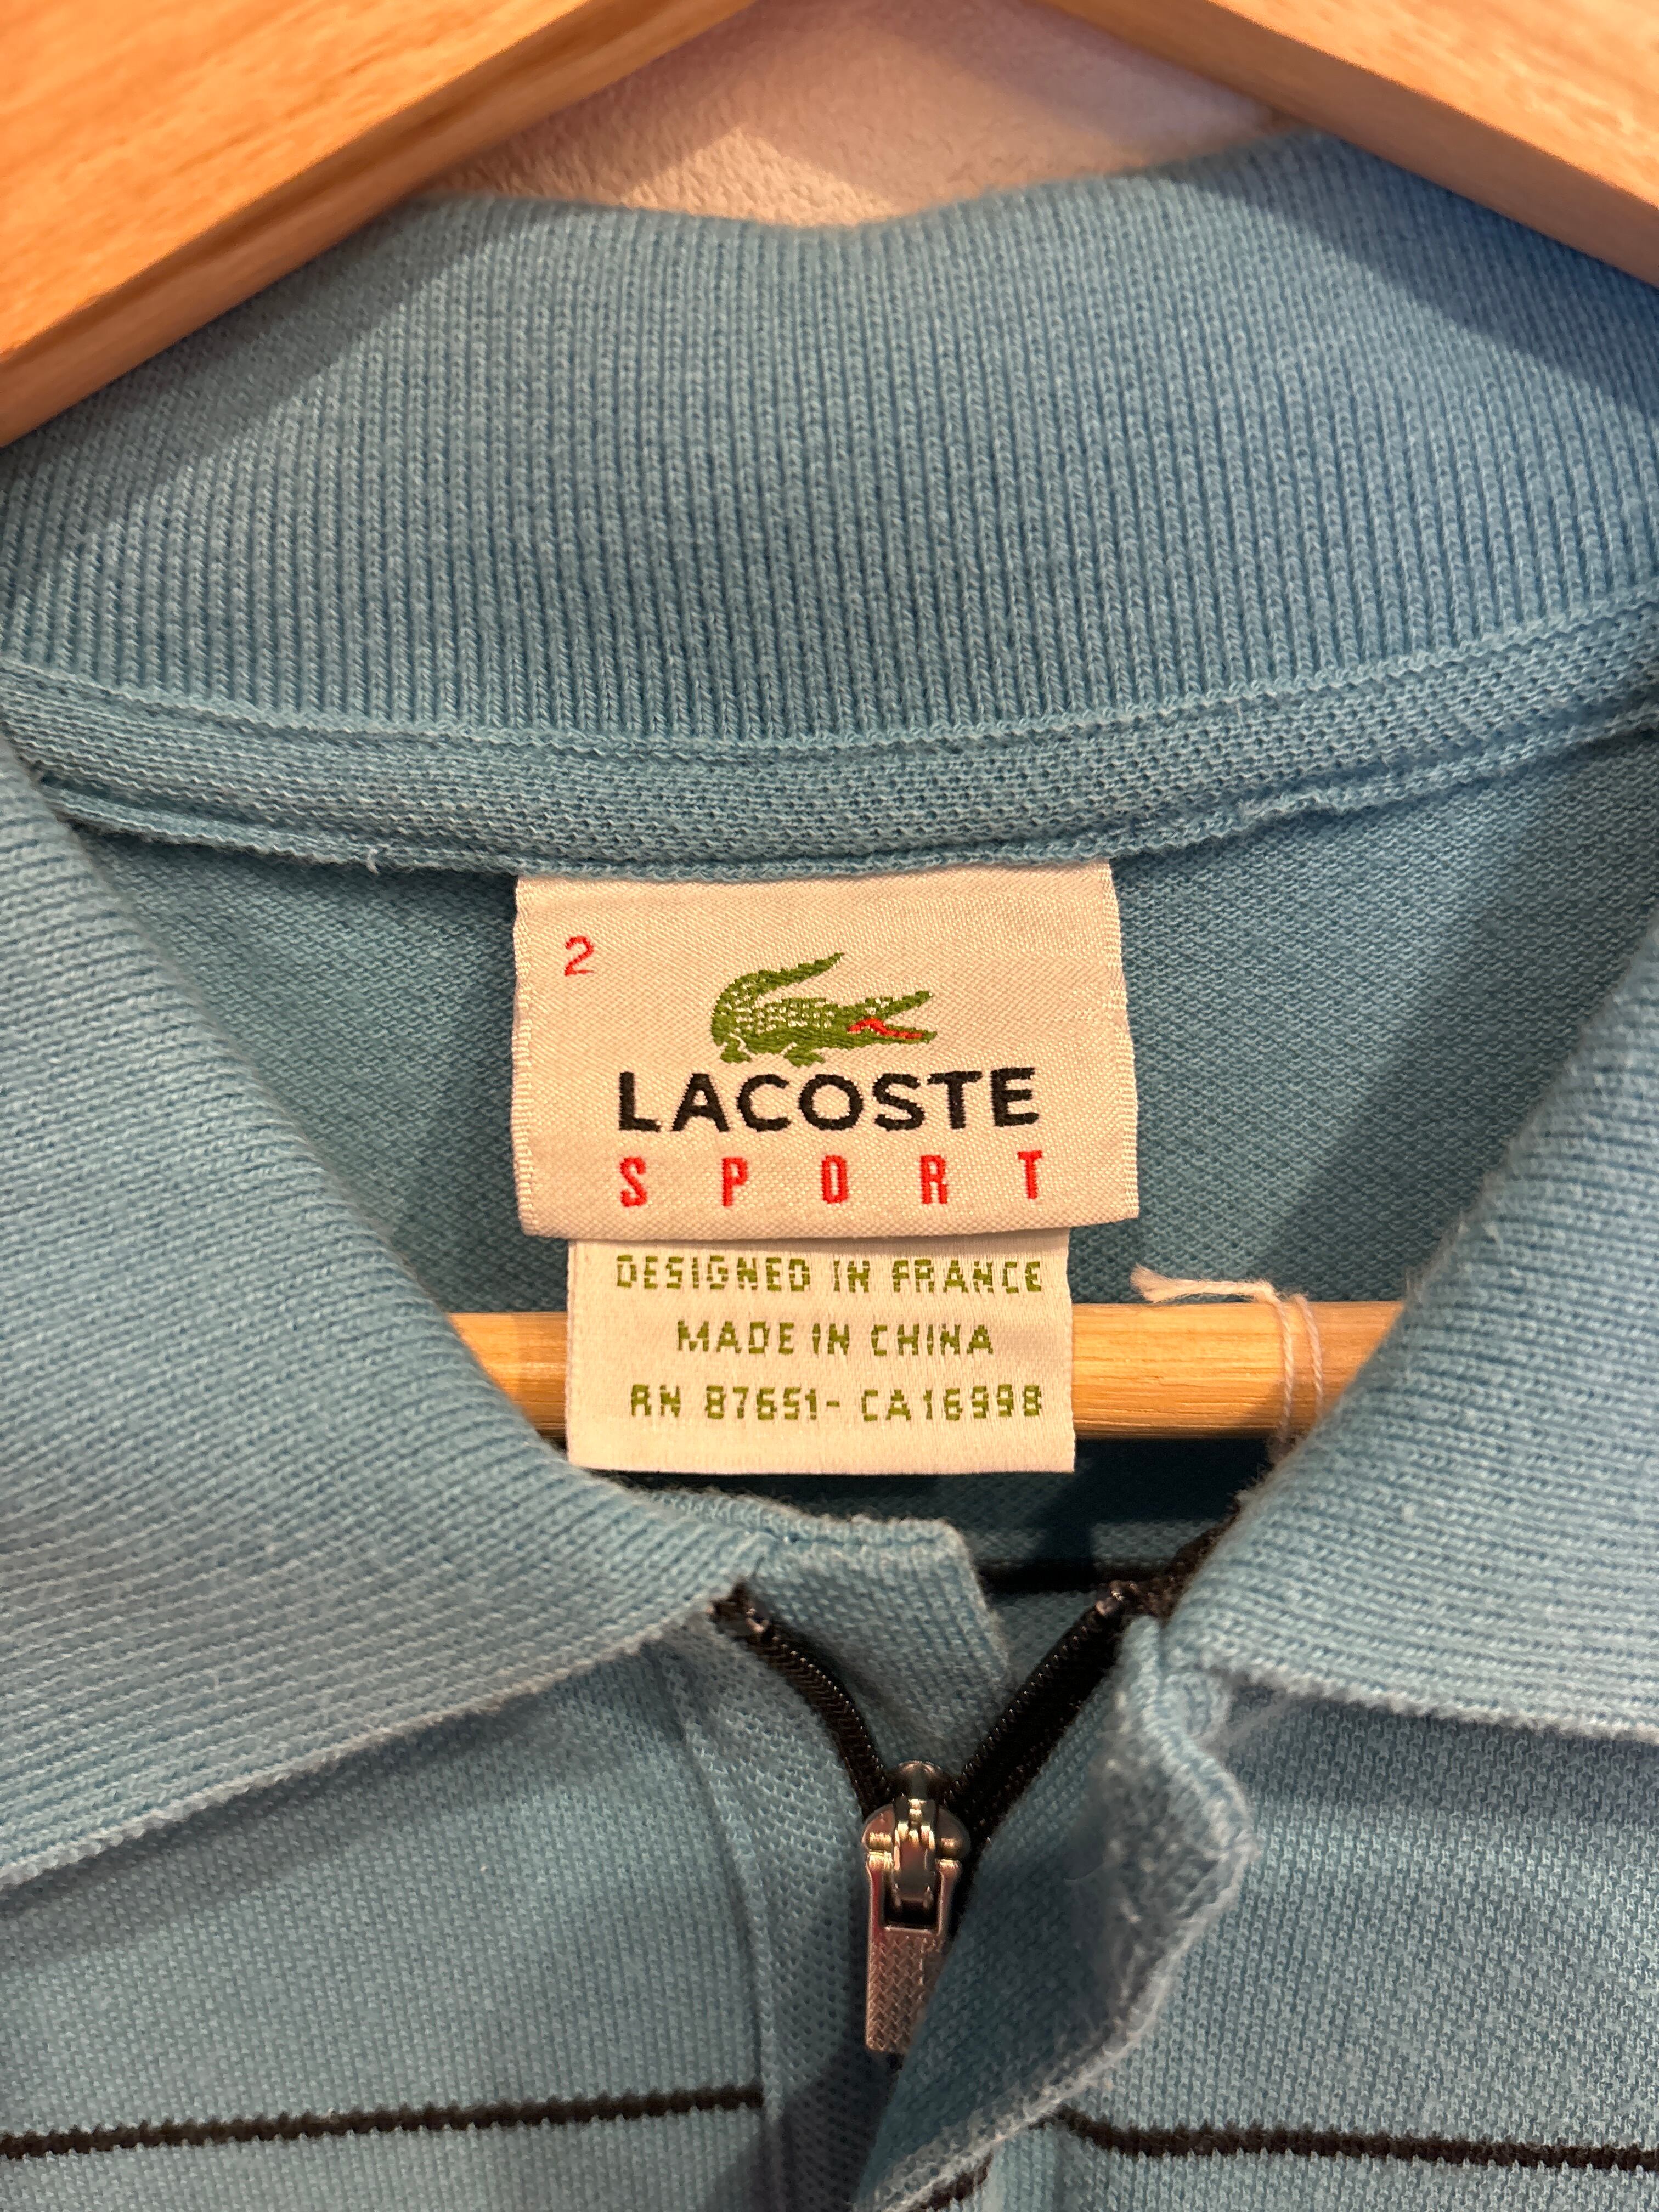 2
LACOSTE
SPORT
DESIGNED IN FRANCE
MADE IN CHINA
RN 87651- CA16998